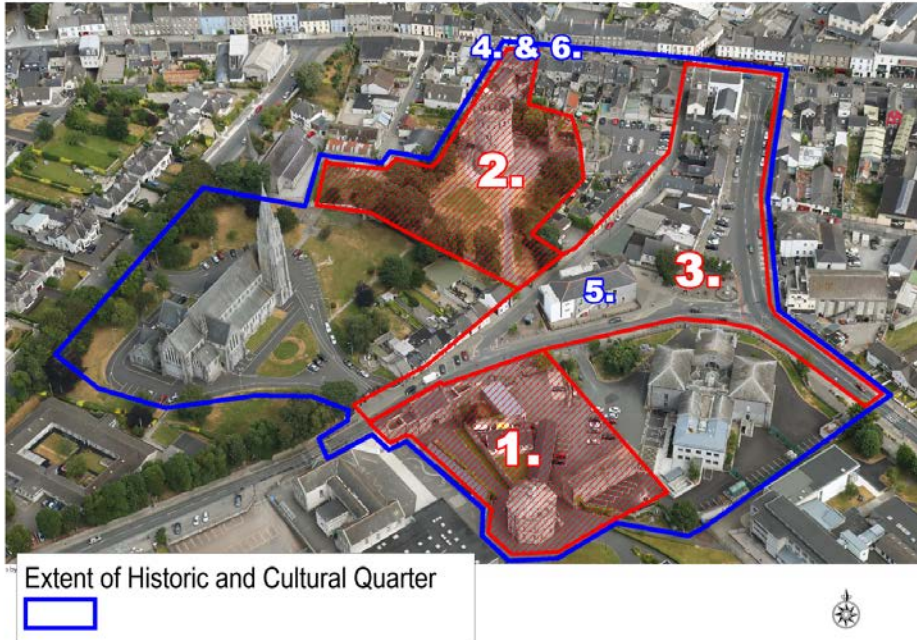 4. & 6.
2.
3.
5.
1.
Extent of Historic and Cultural Quarter